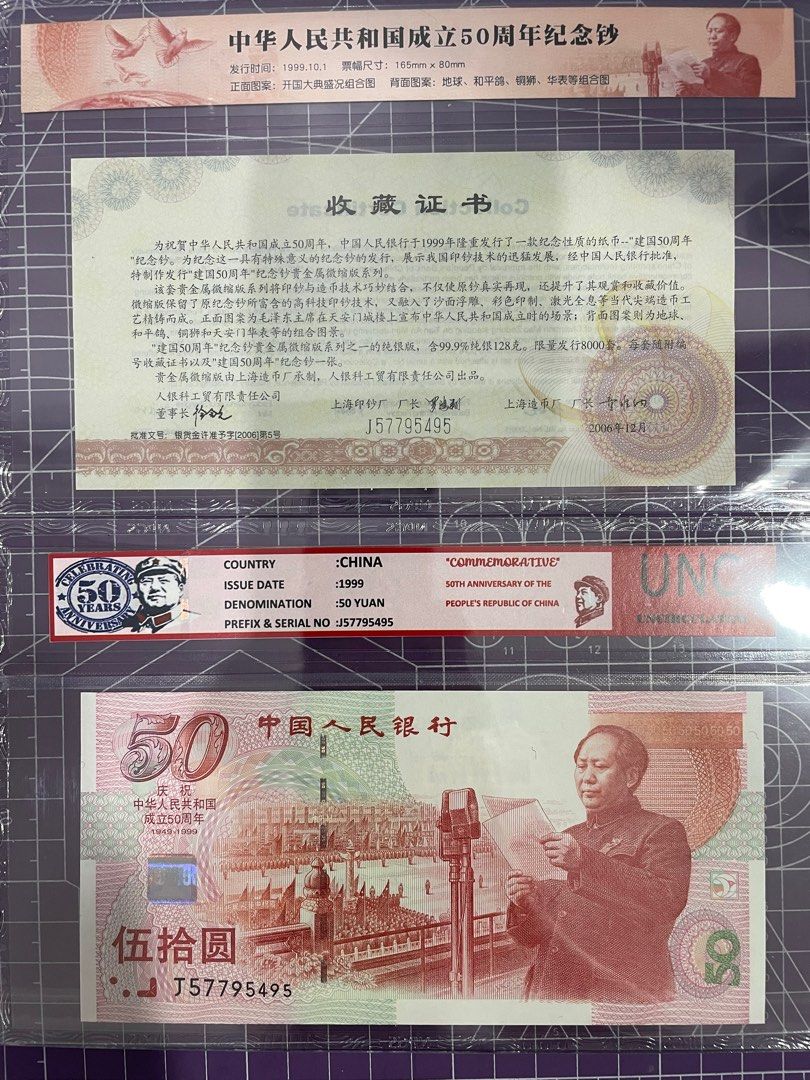 中华人民共和国成立50周年纪念钞
发行时间：1999.10.1 票幅尺寸：165mm x 80mm
正面图案：开国大典盛况组合图 背面图案：地球、和平鸽、铜狮、华表等组合图
收藏证书
为祝贺中华人民共和国成立50周年，中国人民银行于1999年隆重发行了一款纪念性质的纸币--"建国50周年
"纪念钞。为纪念这一具有特殊意义的纪念钞的发行，展示我国印钞技术的迅猛发展，经中国人民银行批准，
特制作发行"建国50周年"纪念钞贵金属微缩版系列。
该套贵金属微缩版系列将印钞与造币技术巧妙结合，不仅使原钞真实再现，还提升了其观赏和收藏价值。
微缩版保留了原纪念钞所富含的高科技印钞技术，又融入了沙面浮雕、彩色印制、激光全息等当代尖端造币工
艺精铸而成。正面图案为毛泽东主席在天安门城楼上宣布中华人民共和国成立时的场景；背面图案则为地球、
和平鸽、铜狮和天安门华表等的组合图景。
"建国50周年"纪念钞贵金属微缩版系列之一的纯银版，含99.9%纯银128克。限量发行8000套。每套随附编
号收藏证书以及"建国50周年"纪念钞一张。
贵金属微缩版由上海造币厂承制，人银科工贸有限责任公司出品。
人银科工贸有限责任公司
董事长 上海印钞厂 厂长 上海造币厂 厂长
J57795495
2006年12月
批准文号：银货金许准予字[2006]第5号
CELEBRATING
50
YEARS
ANNIVERSARY
COUNTRY :CHINA
ISSUE DATE :1999
DENOMINATION :50 YUAN
PREFIX & SERIAL NO :J57795495
"COMMEMORATIVE"
50TH ANNIVERSARY OF THE
PEOPLE'S REPUBLIC OF CHINA
UNC
UNCIRCULATED
11 12 13
50 中国人民银行
庆祝
中华人民共和国
成立50周年
1949-1999
伍拾圆
J57795495
50